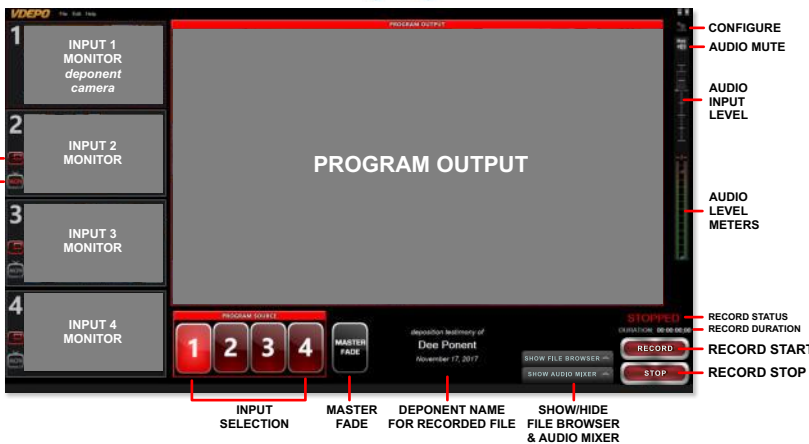 VDEPO File Edit Help
PROGRAM OUTPUT
1
INPUT 1
MONITOR
deponent
camera
2
INPUT 2
MONITOR
3
INPUT 3
MONITOR
4
INPUT 4
MONITOR
PROGRAM OUTPUT
CONFIGURE
AUDIO MUTE
AUDIO
INPUT
LEVEL
AUDIO
LEVEL
METERS
PROGRAM SOURCE
1 2 3 4
MASTER
FADE
deposition testimony of
Dee Ponent
November 17, 2017
SHOW FILE BROWSER
SHOW AUDIO MIXER
STOPPED
DURATION: 00:00:00;00
RECORD
STOP
RECORD STATUS
RECORD DURATION
RECORD START
RECORD STOP
INPUT
SELECTION
MASTER
FADE
DEPONENT NAME
FOR RECORDED FILE
SHOW/HIDE
FILE BROWSER
& AUDIO MIXER